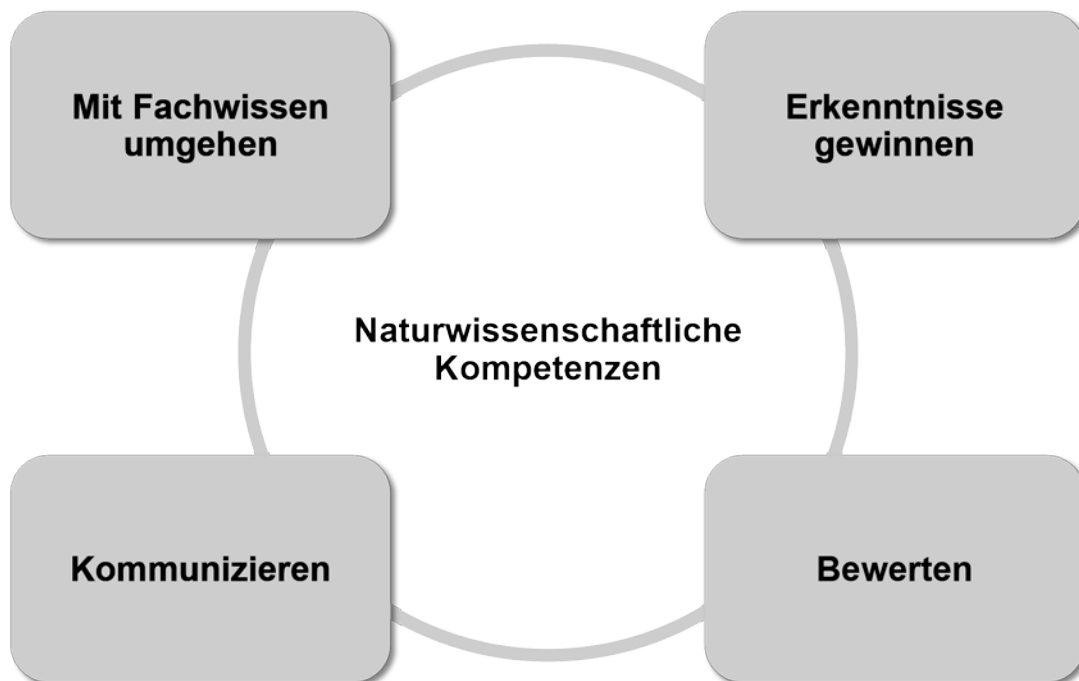 Mit Fachwissen
umgehen
Erkenntnisse
gewinnen
Naturwissenschaftliche
Kompetenzen
Kommunizieren
Bewerten